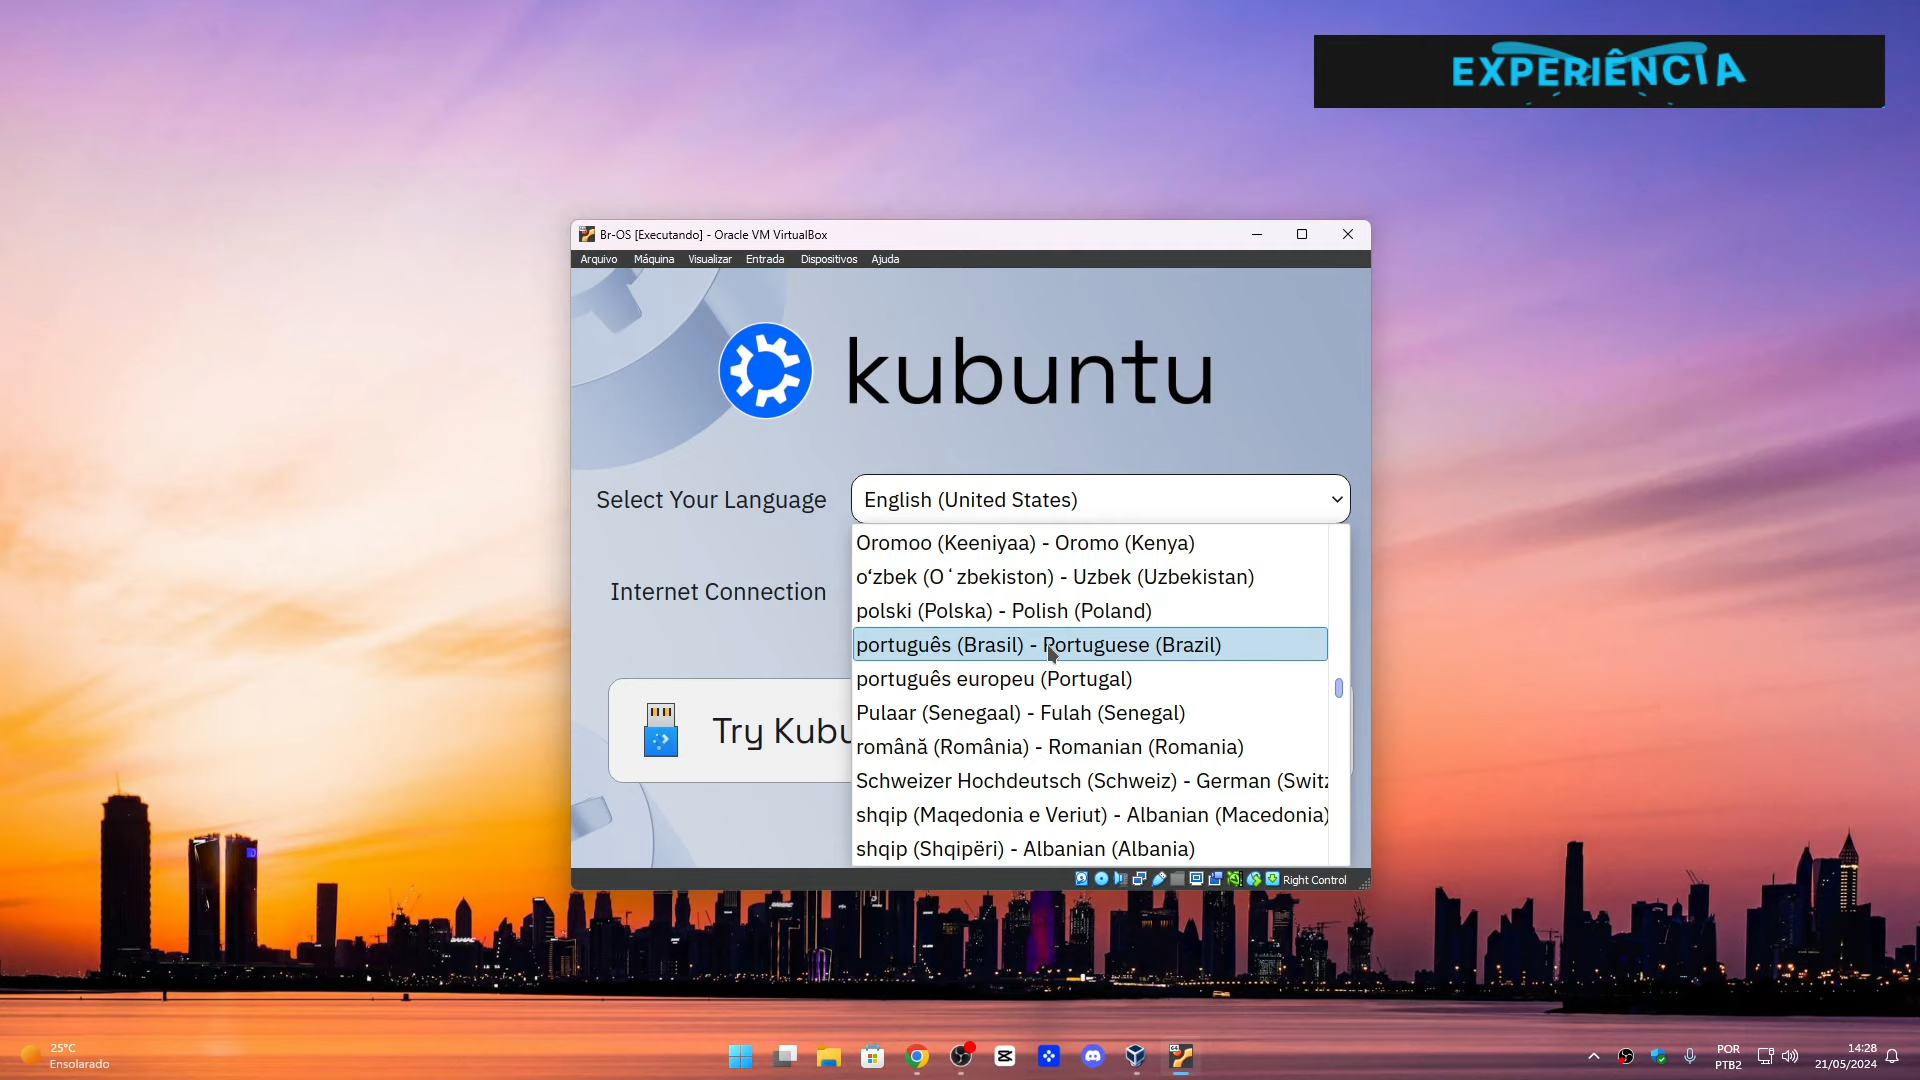 EXPERIÊNCIA
Br-OS [Executando] - Oracle VM VirtualBox
Arquivo Máquina Visualizar Entrada Dispositivos Ajuda
kubuntu
Select Your Language
English (United States)
Oromoo (Keeniyaa) - Oromo (Kenya)
oʻzbek (Oʻzbekiston) - Uzbek (Uzbekistan)
Internet Connection
polski (Polska) - Polish (Poland)
português (Brasil) - Portuguese (Brazil)
português europeu (Portugal)
Pulaar (Senegaal) - Fulah (Senegal)
Try Kubu
română (România) - Romanian (Romania)
Schweizer Hochdeutsch (Schweiz) - German (Switz
shqip (Maqedonia e Veriut) - Albanian (Macedonia)
shqip (Shqipëri) - Albanian (Albania)
Right Control
25°C
Ensolarado
POR
PTB2
14:28
21/05/2024